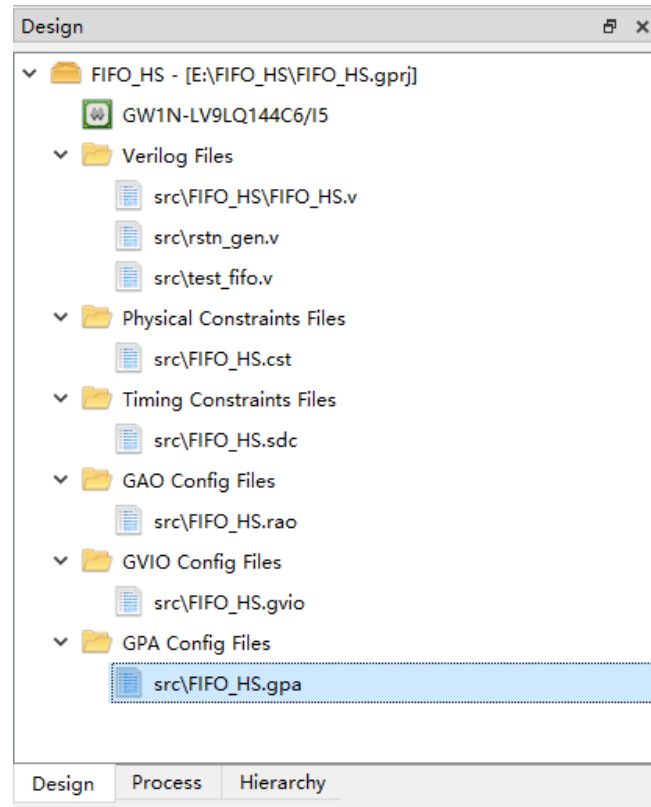 Design
FIFO_HS - [E:\FIFO_HS\FIFO_HS.gprj]
GW1N-LV9LQ144C6/I5
Verilog Files
src\FIFO_HS\FIFO_HS.v
src\rstn_gen.v
src\test_fifo.v
Physical Constraints Files
src\FIFO_HS.cst
Timing Constraints Files
src\FIFO_HS.sdc
GAO Config Files
src\FIFO_HS.rao
GVIO Config Files
src\FIFO_HS.gvio
GPA Config Files
src\FIFO_HS.gpa
Design Process Hierarchy